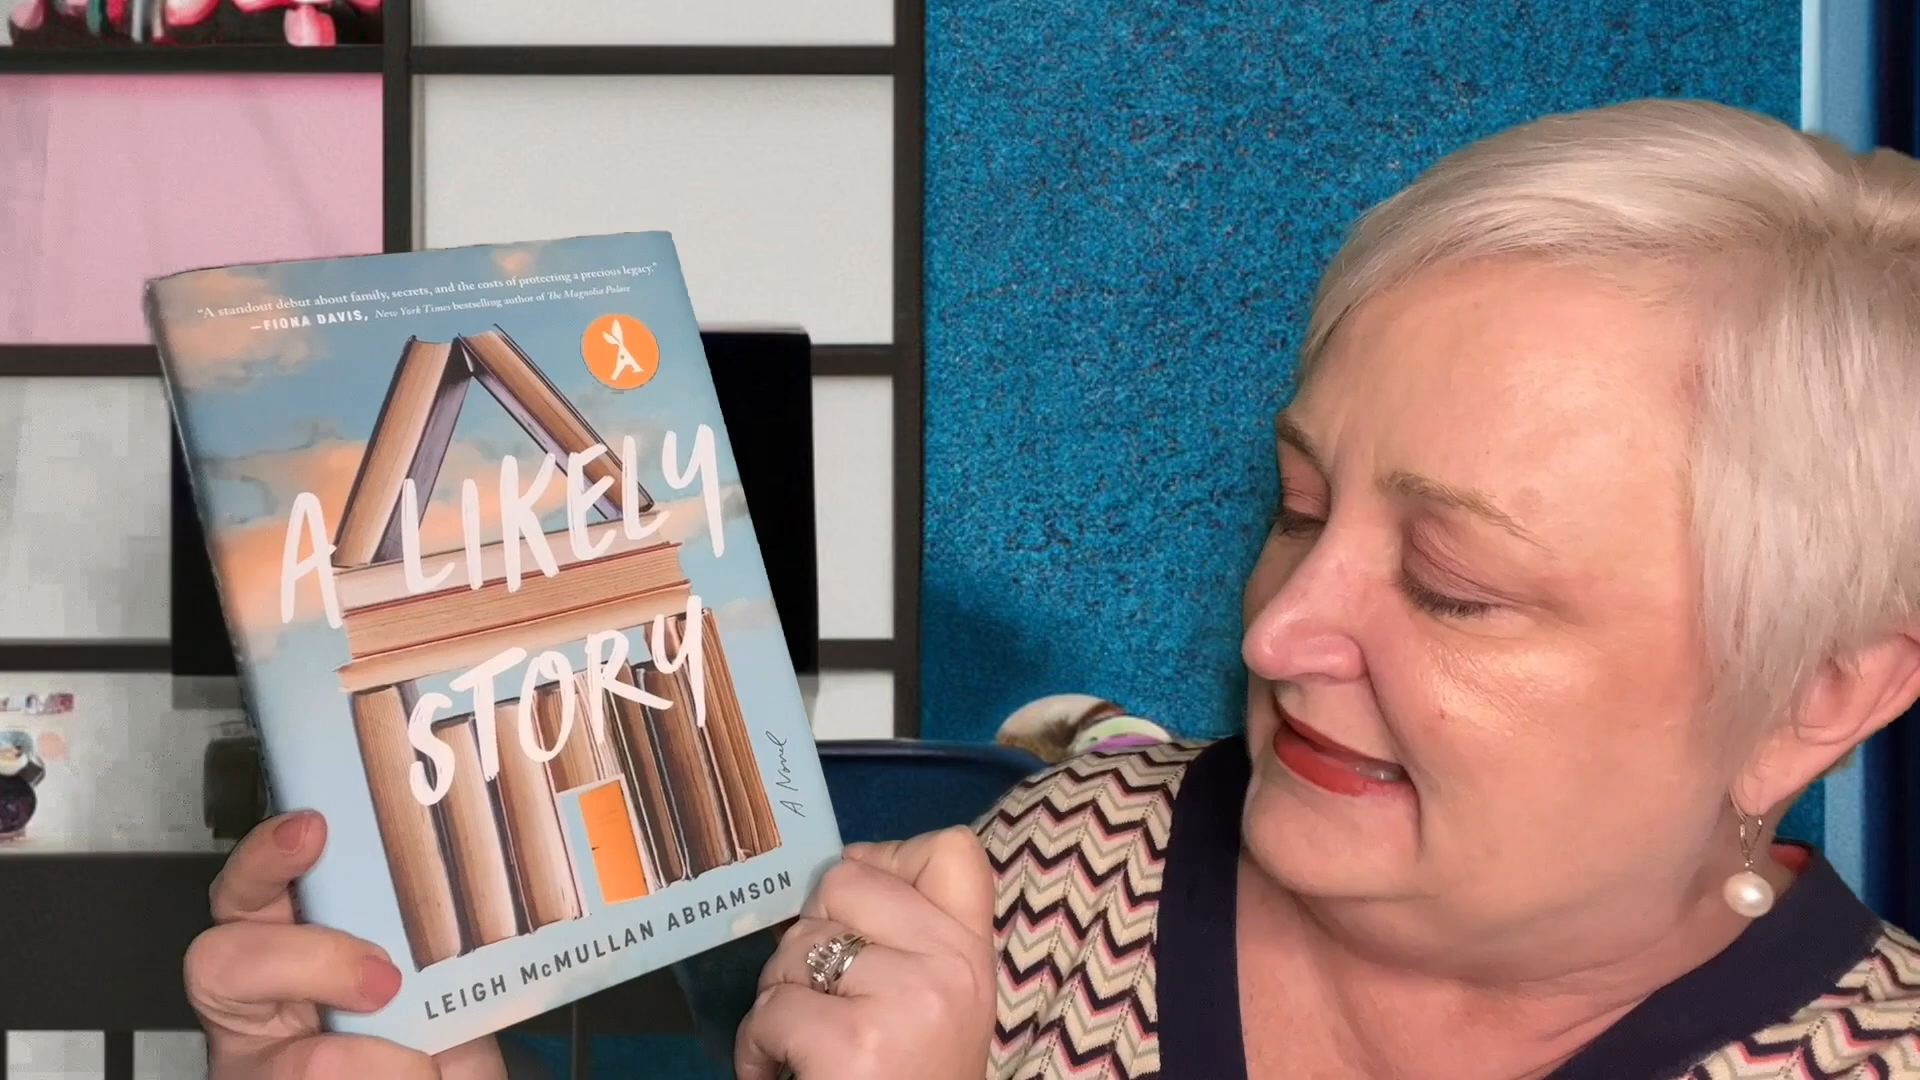 “A standout debut about family, secrets, and the costs of protecting a precious legacy.”
—FIONA DAVIS, New York Times bestselling author of The Magnolia Palace
A LIKELY
STORY
A Novel
LEIGH McMULLAN ABRAMSON